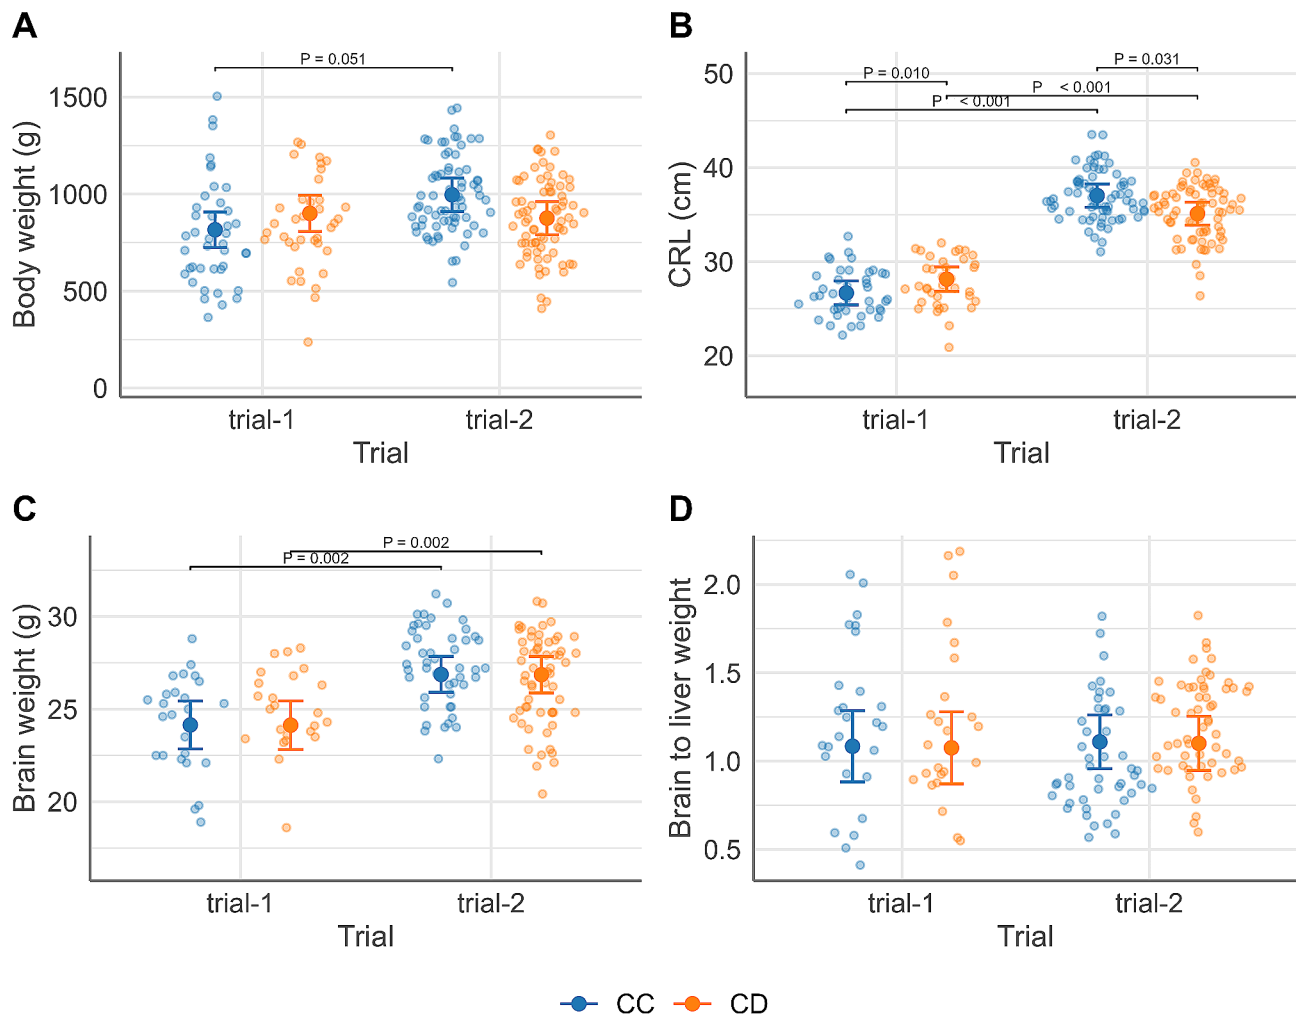 A
Body weight (g)
1500
1000
500
0
P = 0.051
trial-1 trial-2
Trial
B
CRL (cm)
50
40
30
20
P = 0.031
P = 0.010
P < 0.001
P < 0.001
trial-1 trial-2
Trial
C
Brain weight (g)
30
25
20
P = 0.002
P = 0.002
trial-1 trial-2
Trial
D
Brain to liver weight
2.0
1.5
1.0
0.5
trial-1 trial-2
Trial
CC CD